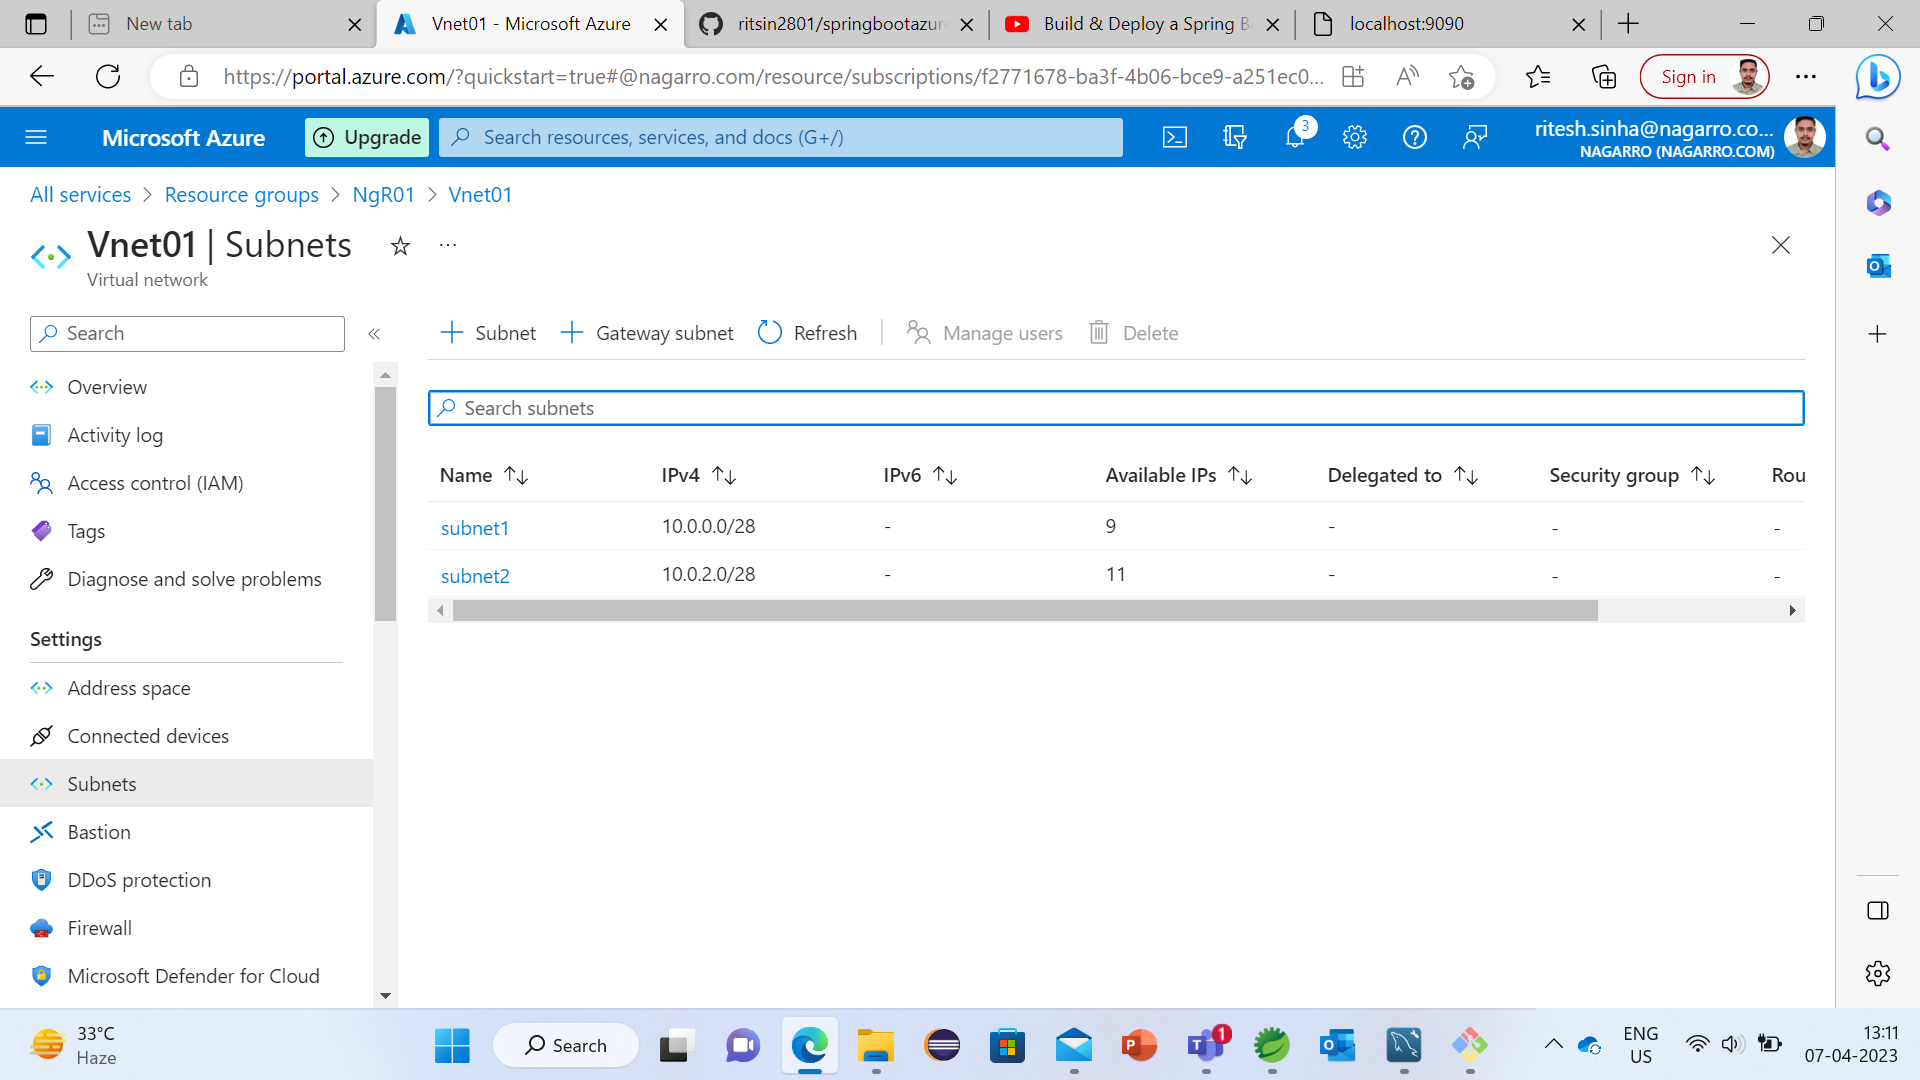 New tab
Vnet01 - Microsoft Azure
ritsin2801/springbootazur
Build & Deploy a Spring B
localhost:9090
https://portal.azure.com/?quickstart=true#@nagarro.com/resource/subscriptions/f2771678-ba3f-4b06-bce9-a251ec0...
Sign in
Microsoft Azure
Upgrade
Search resources, services, and docs (G+/)
3
ritesh.sinha@nagarro.co...
NAGARRO (NAGARRO.COM)
All services > Resource groups > NgR01 > Vnet01
Vnet01 | Subnets
Virtual network
Search
Subnet
Gateway subnet
Refresh
Manage users
Delete
Search subnets
Name IPv4 IPv6 Available IPs Delegated to Security group Rou
subnet1 10.0.0.0/28 - 9 - - -
subnet2 10.0.2.0/28 - 11 - - -
Overview
Activity log
Access control (IAM)
Tags
Diagnose and solve problems
Settings
Address space
Connected devices
Subnets
Bastion
DDoS protection
Firewall
Microsoft Defender for Cloud
33°C
Haze
Search
1
ENG
US
13:11
07-04-2023